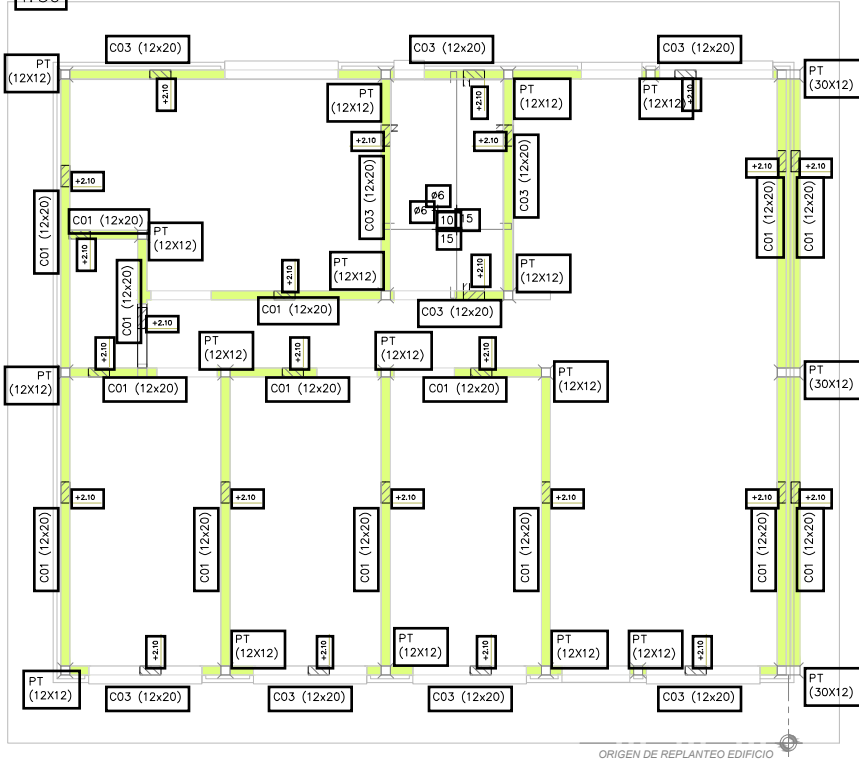 C03 (12x20)
C03 (12x20)
C03 (12x20)
PT
(12X12)
PT
(30X12)
+2.10
PT
(12X12)
+2.10
PT
(12X12)
PT
(12X12)
+2.10
+2.10
+2.10
C03 (12x20)
C03 (12x20)
+2.10
+2.10
+2.10
C01 (12x20)
C01 (12x20)
C01 (12x20)
ø6
ø6
10
15
15
C01 (12x20)
PT
(12X12)
+2.10
C01 (12x20)
PT
(12X12)
+2.10
+2.10
PT
(12X12)
C01 (12x20)
C03 (12x20)
+2.10
+2.10
PT
(12X12)
+2.10
PT
(12X12)
+2.10
PT
(12X12)
C01 (12x20)
C01 (12x20)
C01 (12x20)
PT
(12X12)
PT
(30X12)
+2.10
+2.10
+2.10
+2.10
+2.10
+2.10
C01 (12x20)
C01 (12x20)
C01 (12x20)
C01 (12x20)
C01 (12x20)
C01 (12x20)
+2.10
PT
(12X12)
+2.10
PT
(12X12)
+2.10
PT
(12X12)
PT
(12X12)
+2.10
PT
(12X12)
C03 (12x20)
C03 (12x20)
C03 (12x20)
C03 (12x20)
PT
(30X12)
ORIGEN DE REPLANTEO EDIFICIO